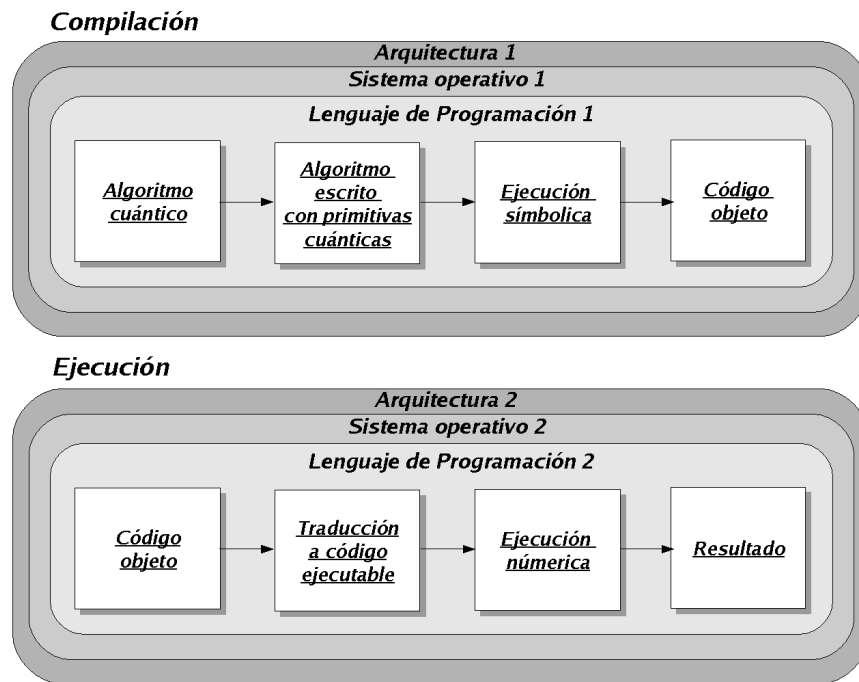 Compilación
Arquitectura 1
Sistema operativo 1
Lenguaje de Programación 1
Algoritmo
cuántico
Algoritmo
escrito
con primitivas
cuánticas
Ejecución
símbolica
Código
objeto
Ejecución
Arquitectura 2
Sistema operativo 2
Lenguaje de Programación 2
Código
objeto
Traducción
a código
ejecutable
Ejecución
númerica
Resultado